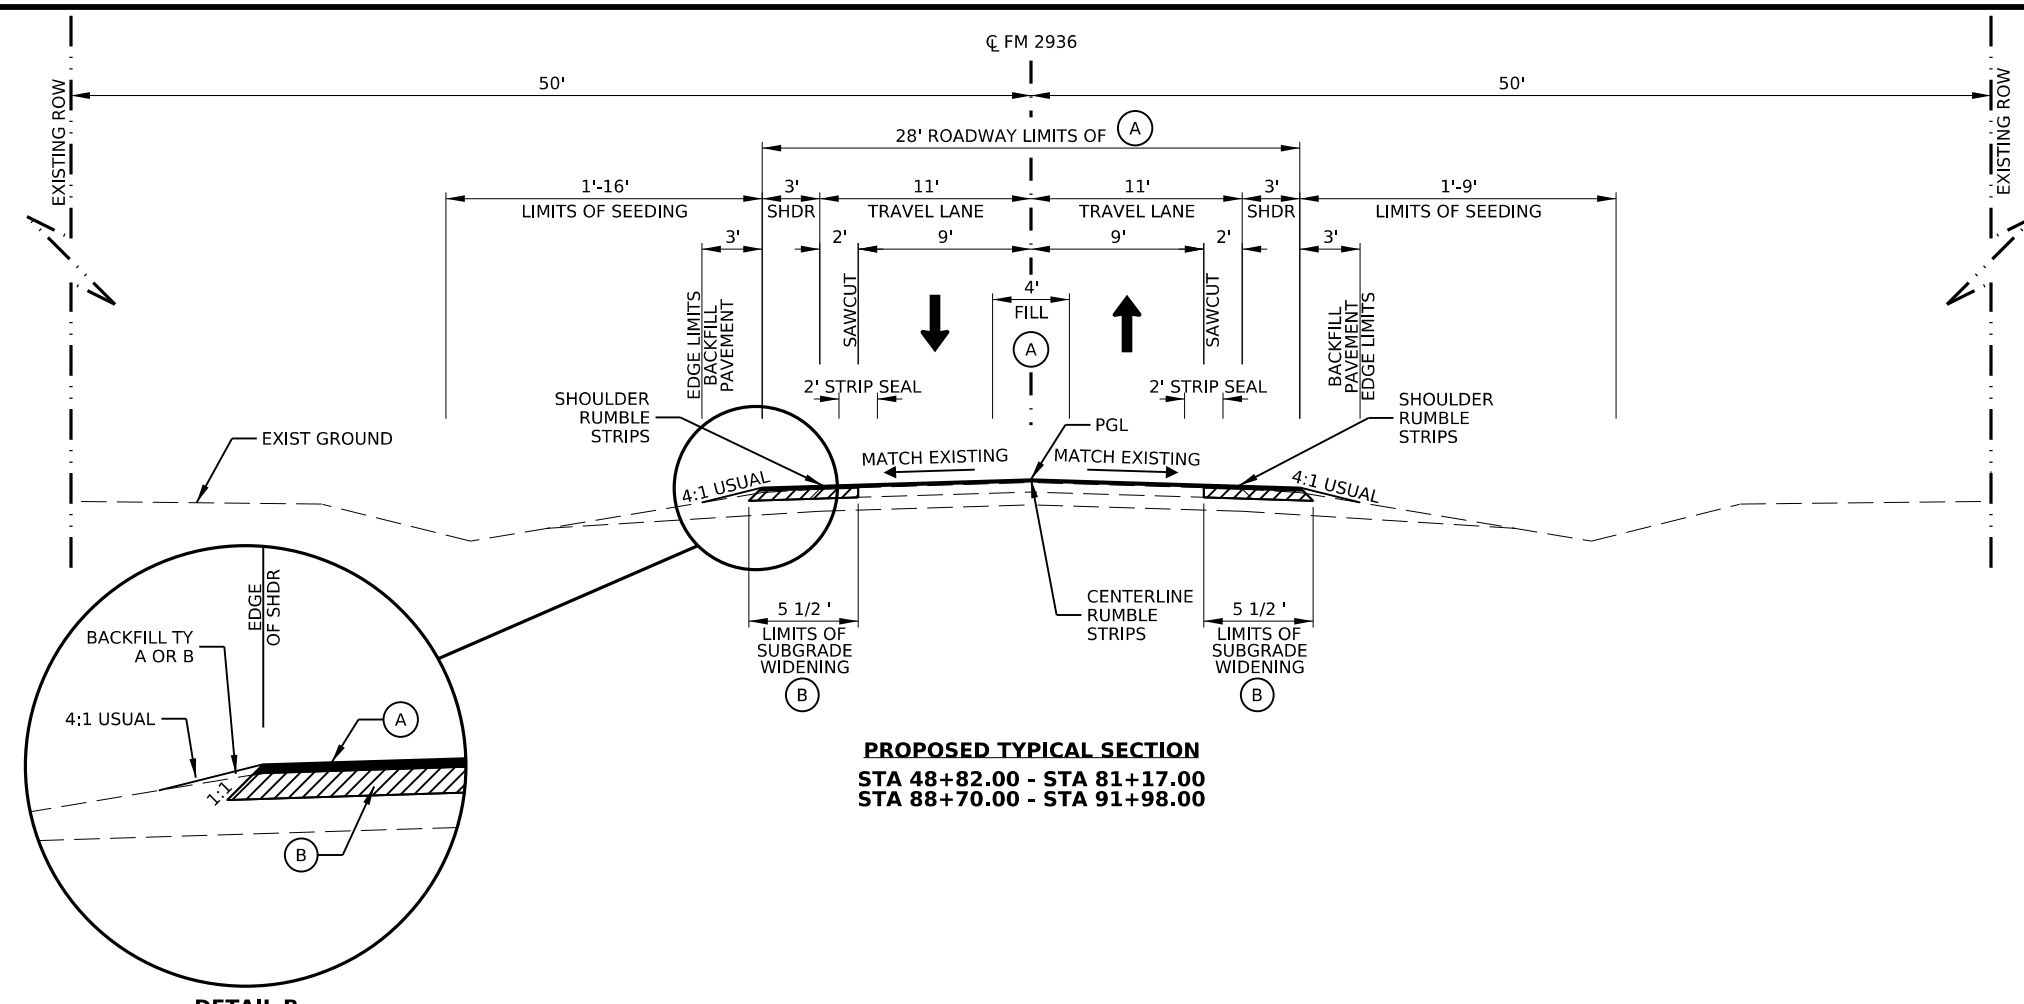 ℄ FM 2936
50'
50'
EXISTING ROW
EXISTING ROW
28' ROADWAY LIMITS OF A
1'-16'
3'
11'
11'
3'
1'-9'
LIMITS OF SEEDING
SHDR
TRAVEL LANE
TRAVEL LANE
SHDR
LIMITS OF SEEDING
3'
2'
9'
9'
2'
3'
EDGE LIMITS
BACKFILL
PAVEMENT
SAWCUT
4'
FILL
A
SAWCUT
BACKFILL
PAVEMENT
EDGE LIMITS
2' STRIP SEAL
2' STRIP SEAL
SHOULDER
RUMBLE
STRIPS
SHOULDER
RUMBLE
STRIPS
EXIST GROUND
PGL
MATCH EXISTING
MATCH EXISTING
4:1 USUAL
4:1 USUAL
5 1/2 '
LIMITS OF
SUBGRADE
WIDENING
B
CENTERLINE
RUMBLE
STRIPS
5 1/2 '
LIMITS OF
SUBGRADE
WIDENING
B
EDGE
OF SHDR
BACKFILL TY
A OR B
4:1 USUAL
A
1:1
B
PROPOSED TYPICAL SECTION
STA 48+82.00 - STA 81+17.00
STA 88+70.00 - STA 91+98.00
DETAIL B